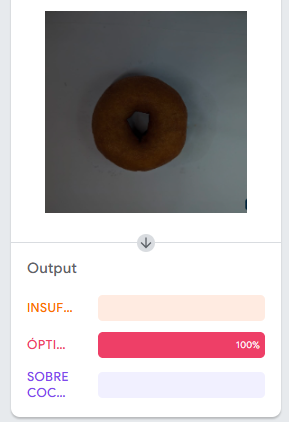 Output
INSUF...
ÓPTI...
100%
SOBRE
COC...